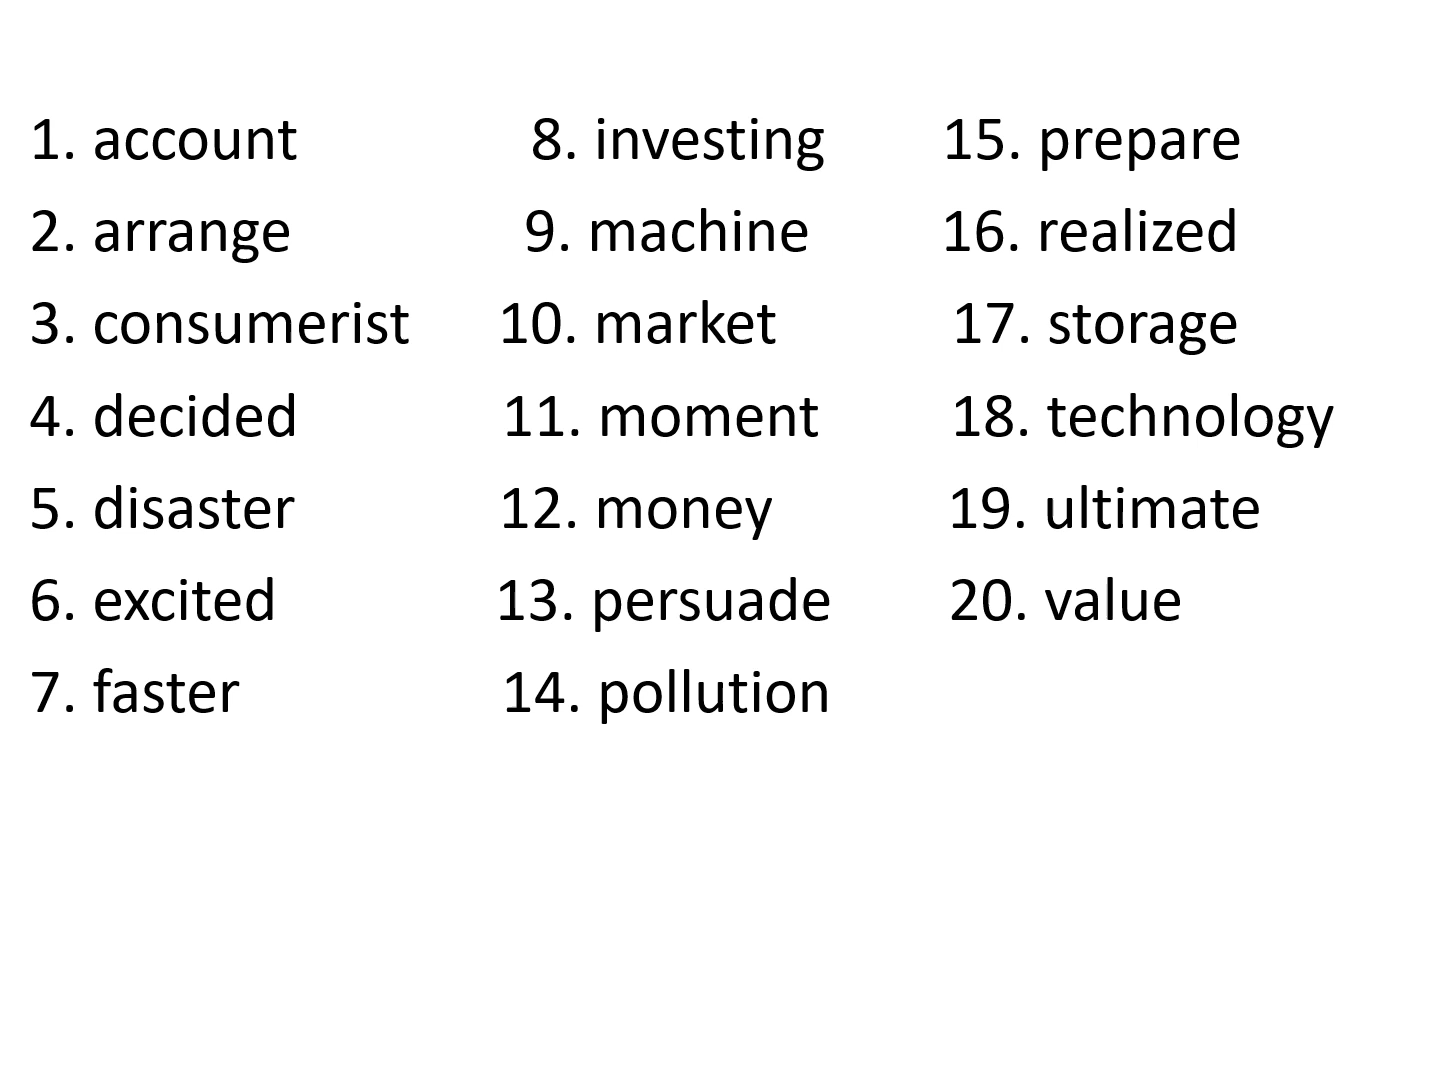 1. account
2. arrange
3. consumerist
4. decided
5. disaster
6. excited
7. faster
8. investing
9. machine
10. market
11. moment
12. money
13. persuade
14. pollution
15. prepare
16. realized
17. storage
18. technology
19. ultimate
20. value